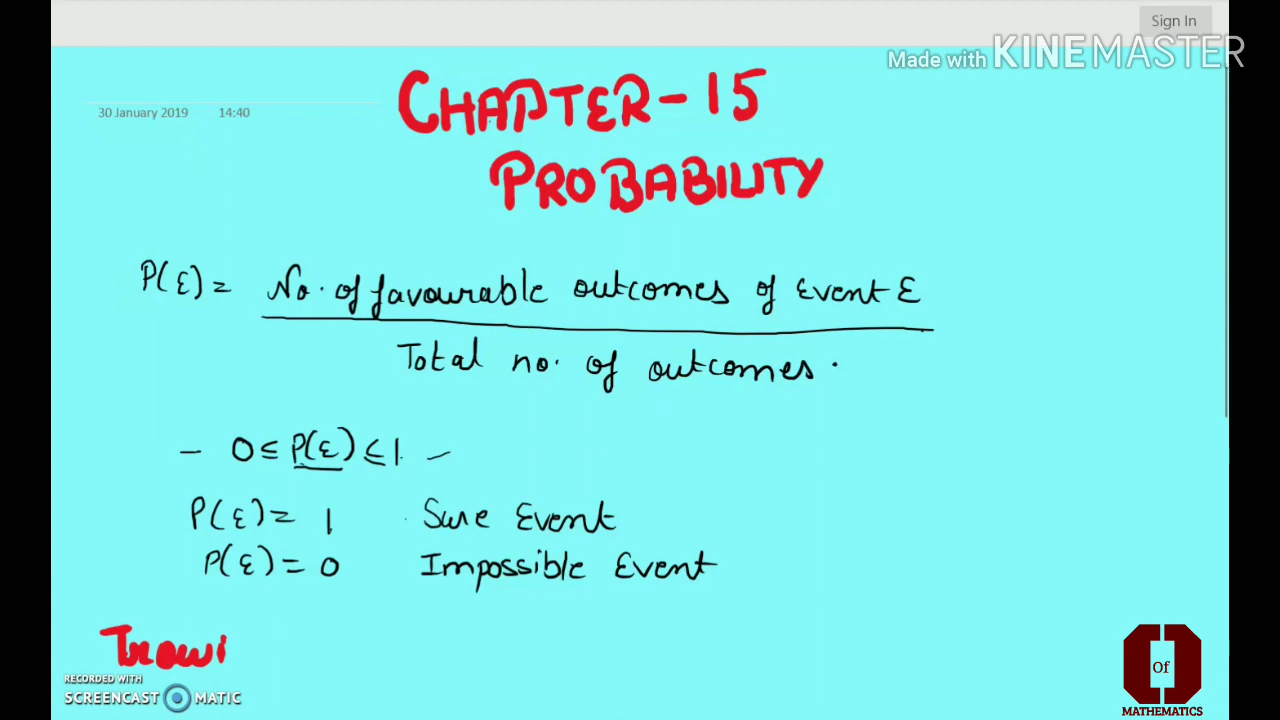 Sign In
Made with KINEMASTER
30 January 2019 14:40
CHAPTER-15
PROBABILITY
P(E) = No. of favourable outcomes of event E
Total no. of outcomes.
- 0 ≤ P(E) ≤ 1 -
P(E) = 1 Sure Event
P(E) = 0 Impossible Event
RECORDED WITH
SCREENCAST MATIC
Of
MATHEMATICS